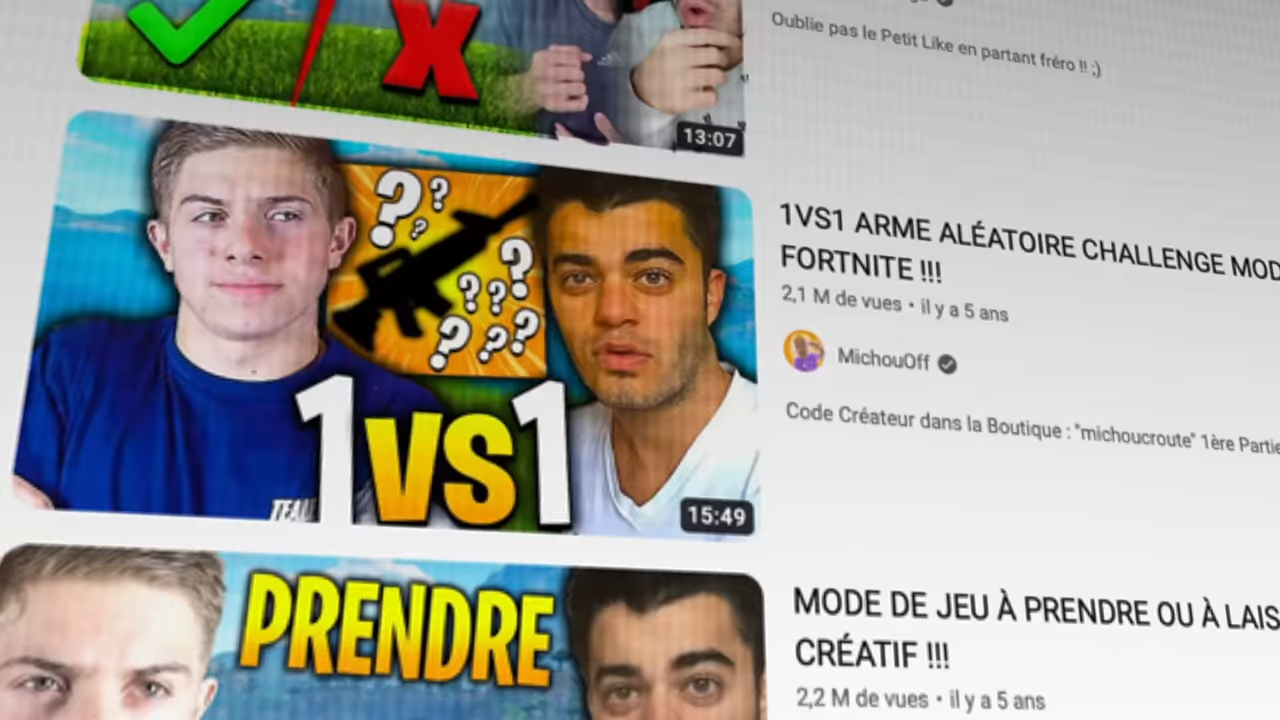 Oublie pas le Petit Like en partant fréro !! ;)
X
13:07
? ? ?
? ? ?
? ? ?
1VS1
TEAM
15:49
1VS1 ARME ALÉATOIRE CHALLENGE MOD
FORTNITE !!!
2,1 M de vues • il y a 5 ans
MichouOff
Code Créateur dans la Boutique : "michoucroute" 1ère Partie
PRENDRE
MODE DE JEU À PRENDRE OU À LAIS
CRÉATIF !!!
2,2 M de vues • il y a 5 ans